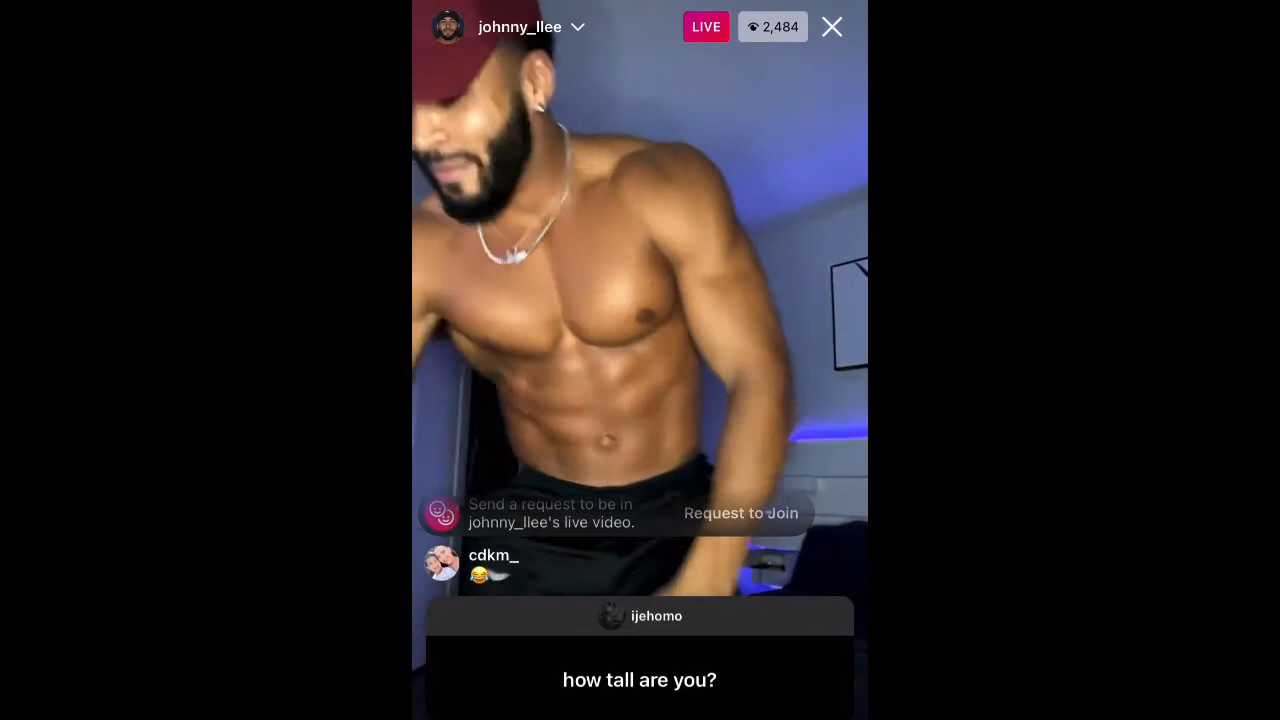 johnny_llee
LIVE
2,484
Send a request to be in
johnny_llee's live video.
Request to Join
cdkm_
😂
ijehomo
how tall are you?